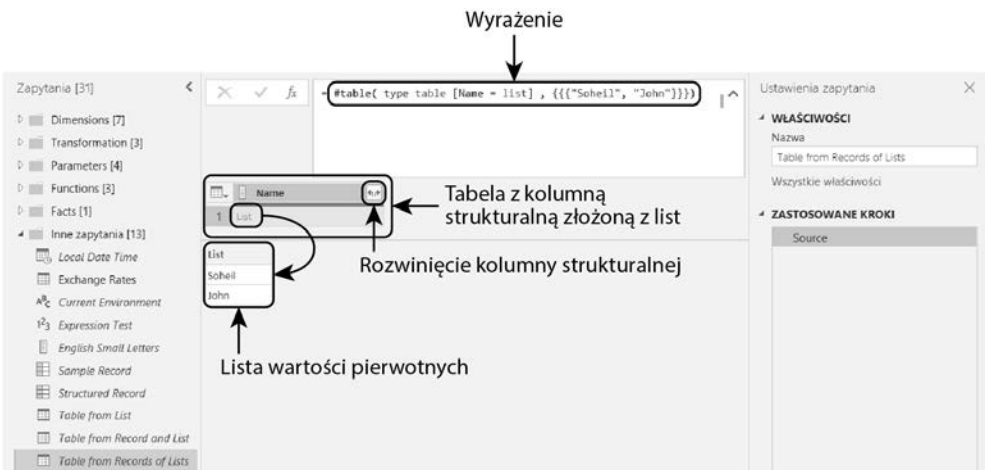 Wyrażenie
Zapytania [31]
fx
= #table( type table [Name = list] , {{{"Soheil", "John"}}})
Ustawienia zapytania
Dimensions [7]
Transformation [3]
Parameters [4]
Functions [3]
Facts [1]
Inne zapytania [13]
Local Date Time
Exchange Rates
ABC Current Environment
123 Expression Test
English Small Letters
Sample Record
Structured Record
Table from List
Table from Record and List
Table from Records of Lists
Name
1 List
Tabela z kolumną
strukturalną złożoną z list
Rozwinięcie kolumny strukturalnej
List
Soheil
John
Lista wartości pierwotnych
WŁAŚCIWOŚCI
Nazwa
Table from Records of Lists
Wszystkie właściwości
ZASTOSOWANE KROKI
Source